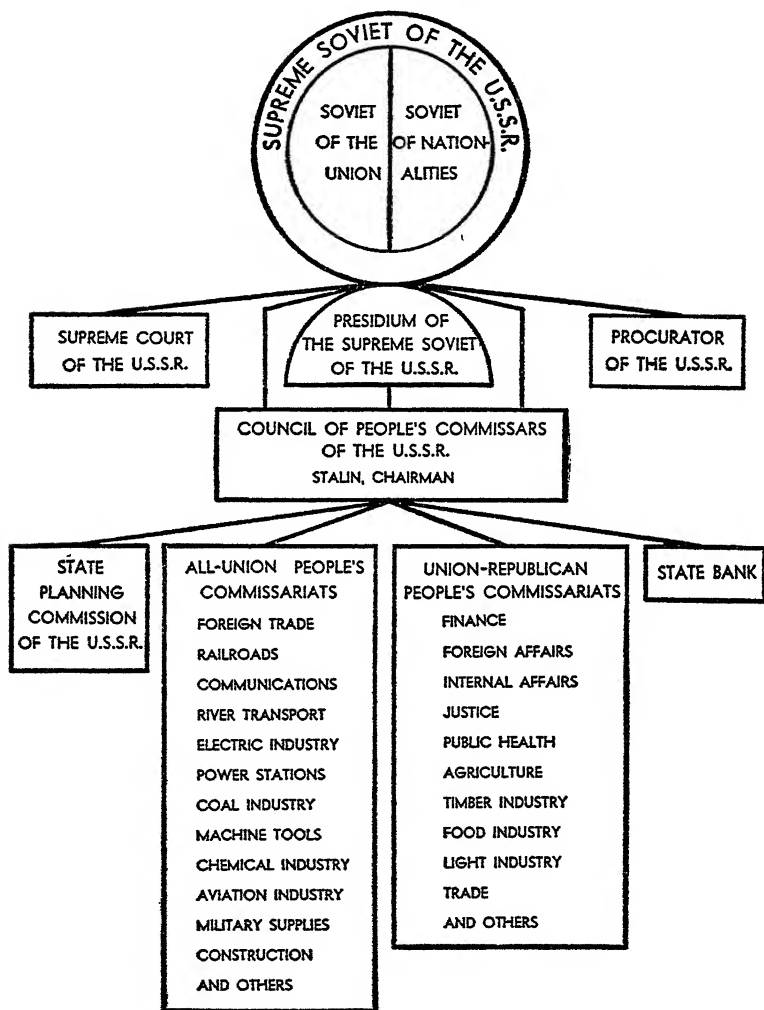 SUPREME SOVIET OF THE U.S.S.R.
SOVIET
OF THE
UNION
SOVIET
OF NATION-
ALITIES
SUPREME COURT
OF THE U.S.S.R.
PRESIDIUM OF
THE SUPREME SOVIET
OF THE U.S.S.R.
PROCURATOR
OF THE U.S.S.R.
COUNCIL OF PEOPLE'S COMMISSARS
OF THE U.S.S.R.
STALIN, CHAIRMAN
STATE
PLANNING
COMMISSION
OF THE U.S.S.R.
ALL-UNION PEOPLE'S
COMMISSARIATS
FOREIGN TRADE
RAILROADS
COMMUNICATIONS
RIVER TRANSPORT
ELECTRIC INDUSTRY
POWER STATIONS
COAL INDUSTRY
MACHINE TOOLS
CHEMICAL INDUSTRY
AVIATION INDUSTRY
MILITARY SUPPLIES
CONSTRUCTION
AND OTHERS
UNION-REPUBLICAN
PEOPLE'S COMMISSARIATS
FINANCE
FOREIGN AFFAIRS
INTERNAL AFFAIRS
JUSTICE
PUBLIC HEALTH
AGRICULTURE
TIMBER INDUSTRY
FOOD INDUSTRY
LIGHT INDUSTRY
TRADE
AND OTHERS
STATE BANK